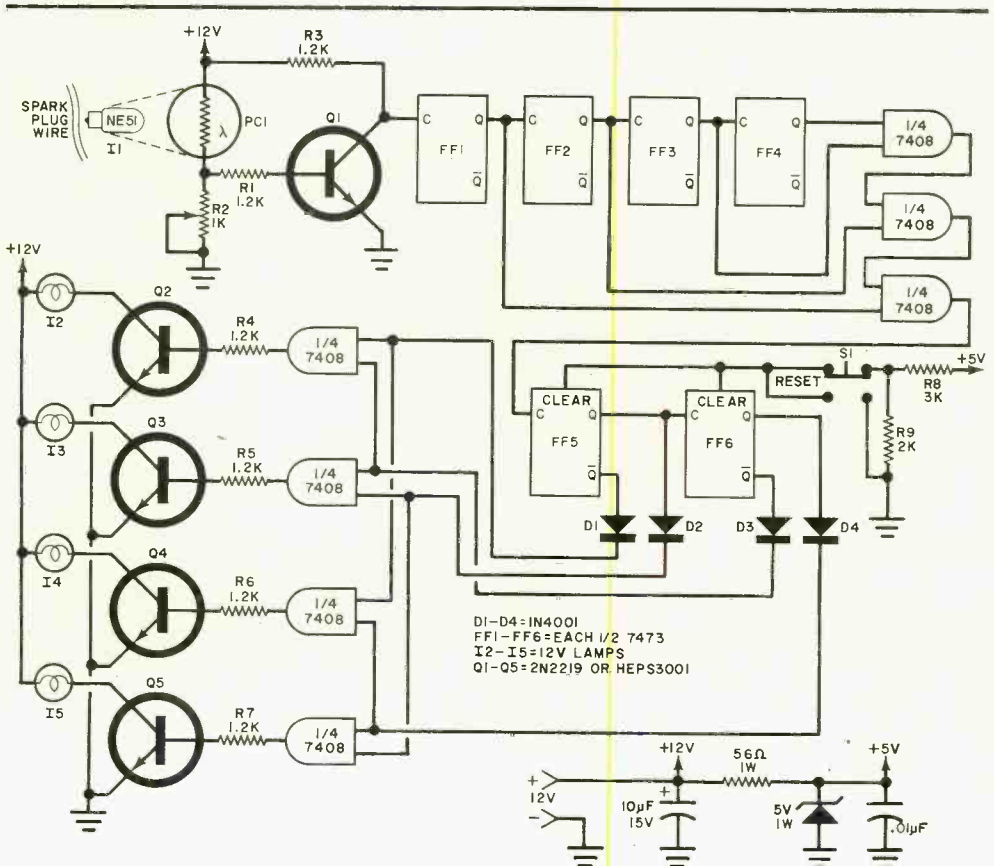 +12V
R3
1.2K
SPARK
PLUG
WIRE
NE51
I1
λ
PC1
Q1
R1
1.2K
R2
1K
C
Q
FF1
Q̅
C
Q
FF2
Q̅
C
Q
FF3
Q̅
C
Q
FF4
Q̅
1/4
7408
1/4
7408
1/4
7408
+12V
I2
Q2
R4
1.2K
1/4
7408
I3
Q3
R5
1.2K
1/4
7408
I4
Q4
R6
1.2K
1/4
7408
I5
Q5
R7
1.2K
1/4
7408
CLEAR
C
Q
FF5
Q̅
CLEAR
C
Q
FF6
Q̅
S1
RESET
+5V
R8
3K
R9
2K
D1
D2
D3
D4
D1-D4=1N4001
FF1-FF6=EACH 1/2 7473
I2-I5=12V LAMPS
Q1-Q5=2N2219 OR HEPS3001
+
12V
-
+12V
+
10µF
15V
56Ω
1W
+5V
5V
1W
.01µF